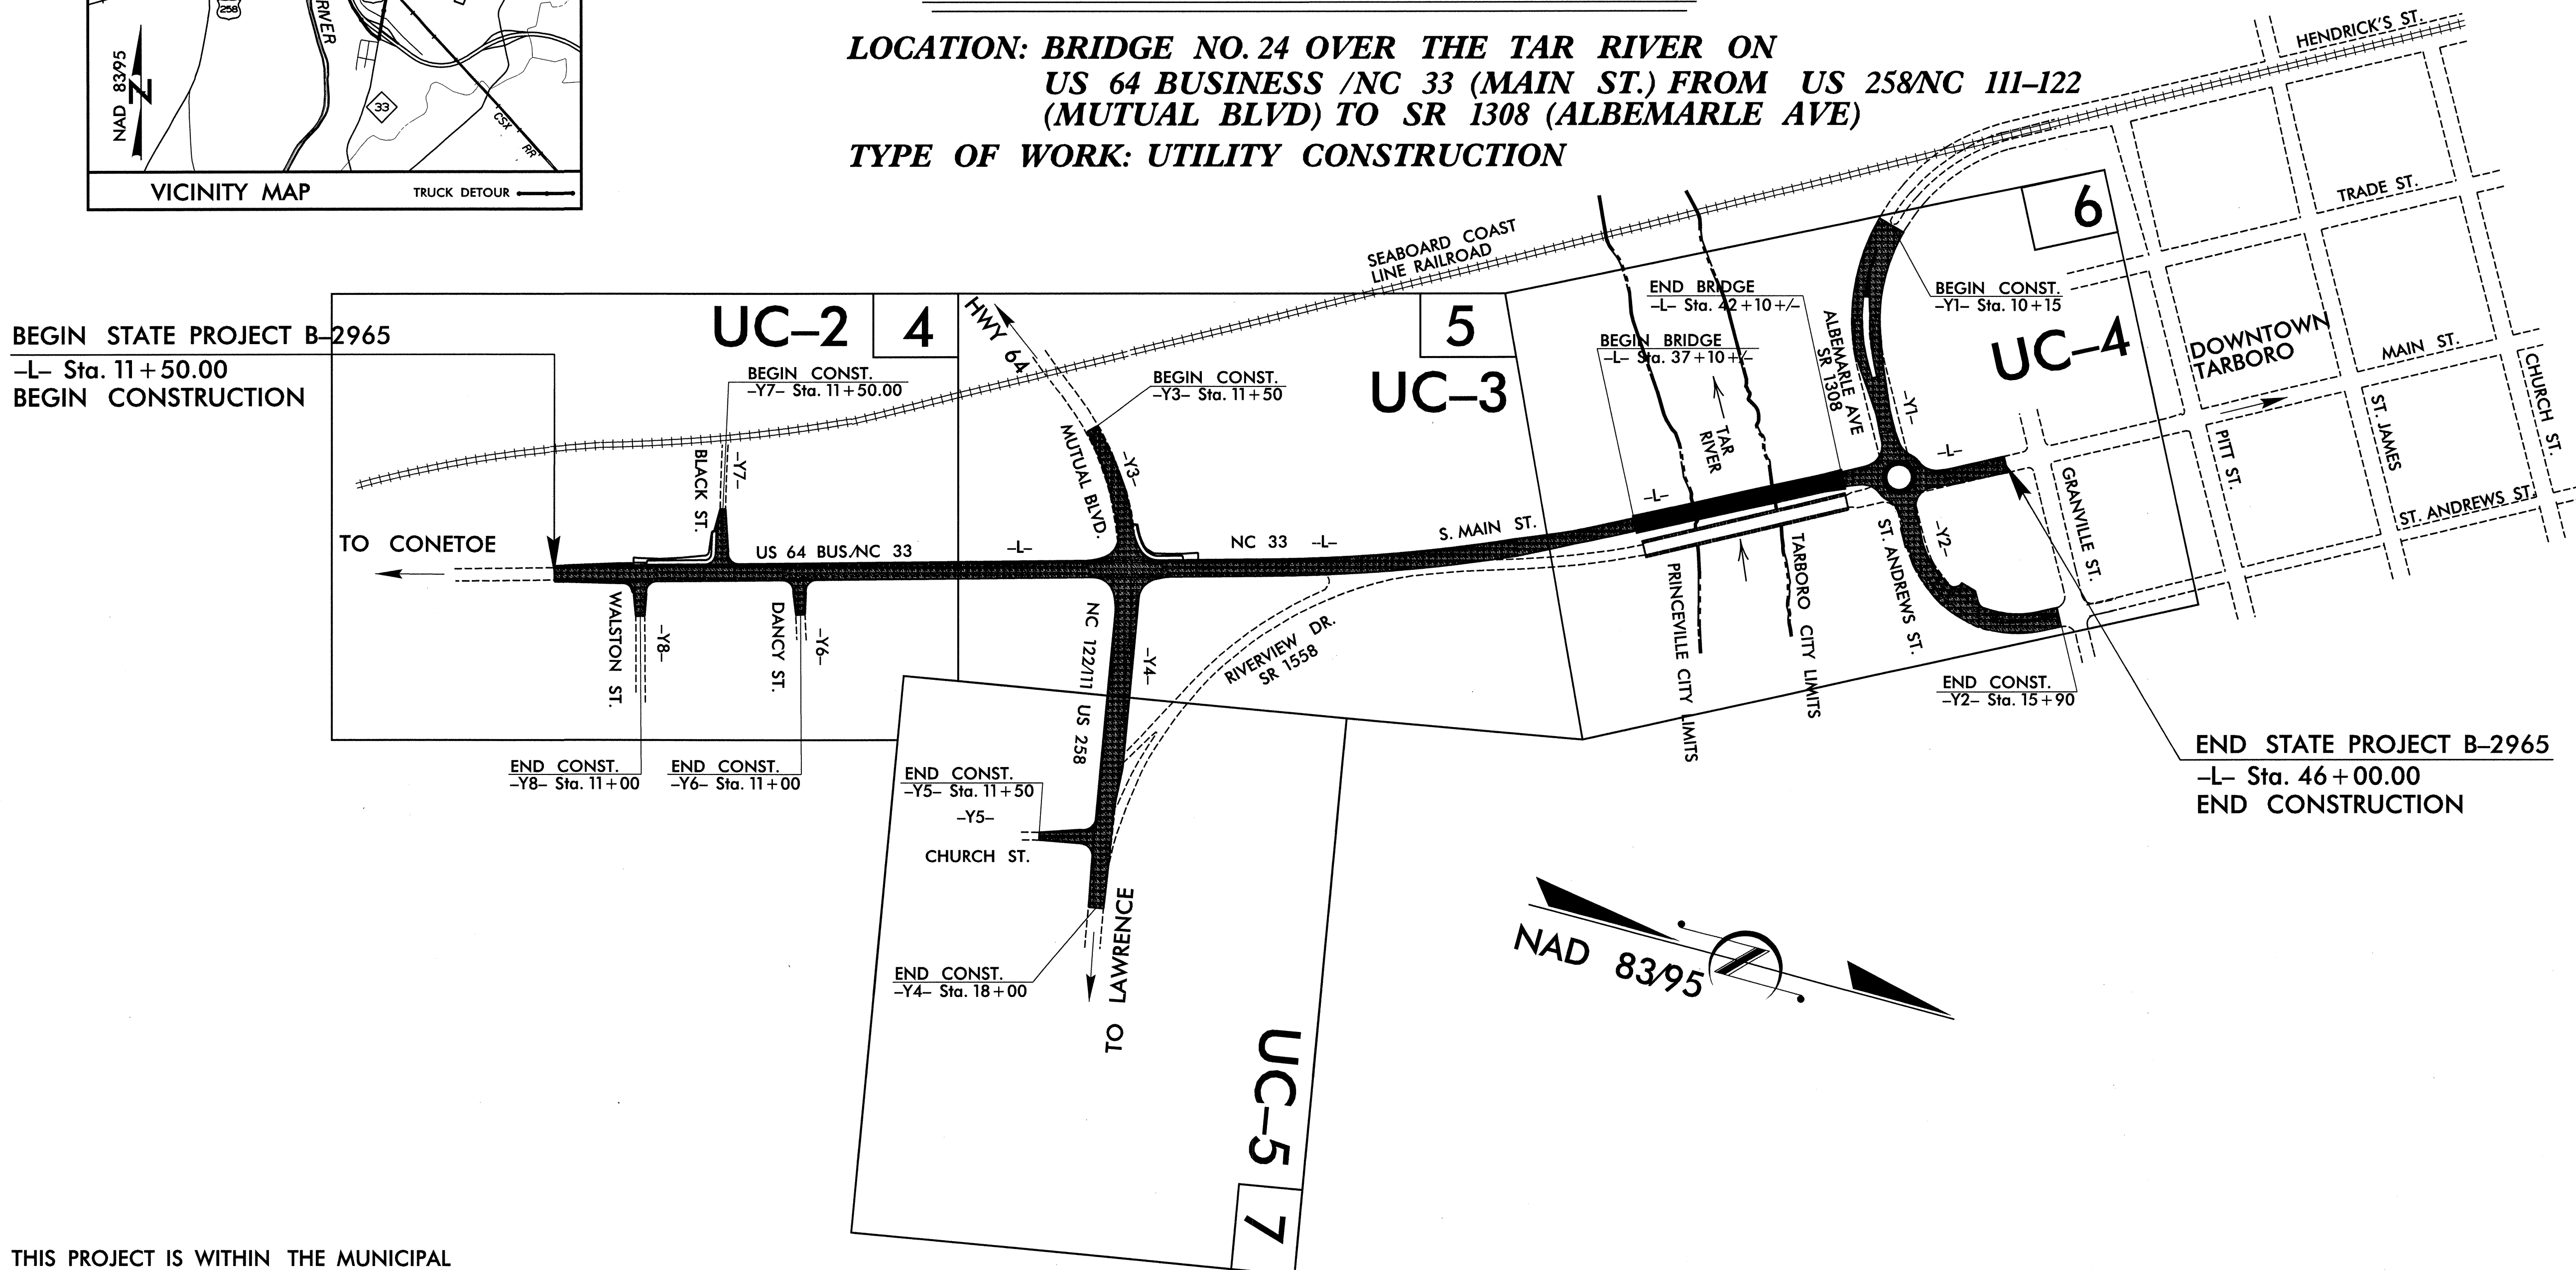 258
RIVER
33
CSX RR
NAD 83/95
N
VICINITY MAP
TRUCK DETOUR
LOCATION: BRIDGE NO. 24 OVER THE TAR RIVER ON
US 64 BUSINESS /NC 33 (MAIN ST.) FROM US 258/NC 111–122
(MUTUAL BLVD) TO SR 1308 (ALBEMARLE AVE)
TYPE OF WORK: UTILITY CONSTRUCTION
HENDRICK'S ST.
TRADE ST.
MAIN ST.
CHURCH ST.
ST. JAMES
ST. ANDREWS ST.
PITT ST.
GRANVILLE ST.
DOWNTOWN
TARBORO
SEABOARD COAST
LINE RAILROAD
6
UC–4
BEGIN CONST.
–Y1– Sta. 10+15
END BRIDGE
–L– Sta. 42+10+/–
BEGIN BRIDGE
–L– Sta. 37+10+/–
ALBEMARLE AVE
SR 1308
–Y1–
–L–
TAR
RIVER
–L–
UC–2
4
5
UC–3
HWY 64
BEGIN STATE PROJECT B–2965
–L– Sta. 11+50.00
BEGIN CONSTRUCTION
BEGIN CONST.
–Y7– Sta. 11+50.00
BEGIN CONST.
–Y3– Sta. 11+50
BLACK ST.
–Y7–
MUTUAL BLVD.
–Y3–
TO CONETOE
US 64 BUS/NC 33
–L–
NC 33
–L–
S. MAIN ST.
WALSTON ST.
–Y8–
DANCY ST.
–Y6–
NC 122/111 US 258
–Y4–
RIVERVIEW DR.
SR 1558
PRINCEVILLE CITY LIMITS
TARBORO CITY LIMITS
ST. ANDREWS ST.
–Y2–
END CONST.
–Y2– Sta. 15+90
END STATE PROJECT B–2965
–L– Sta. 46+00.00
END CONSTRUCTION
END CONST.
–Y8– Sta. 11+00
END CONST.
–Y6– Sta. 11+00
END CONST.
–Y5– Sta. 11+50
–Y5–
CHURCH ST.
END CONST.
–Y4– Sta. 18+00
TO LAWRENCE
NAD 83/95
UC–5
7
THIS PROJECT IS WITHIN THE MUNICIPAL